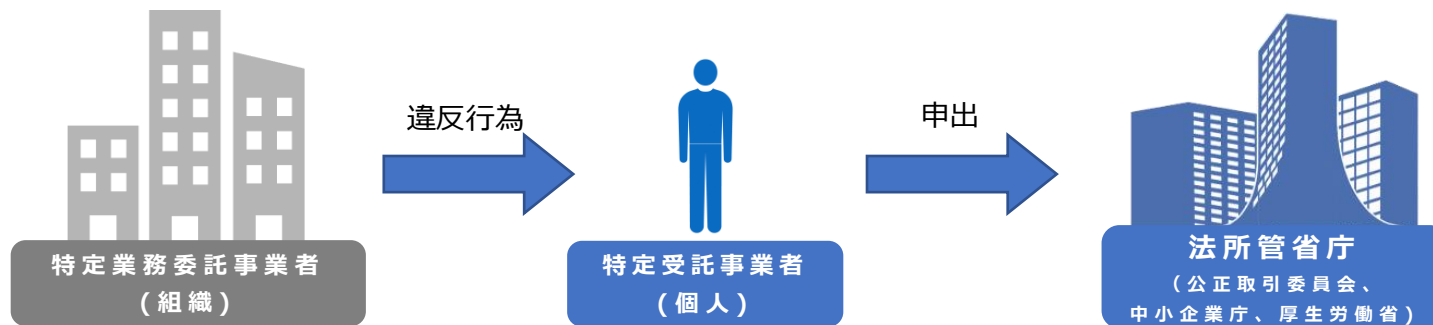 違反行為
申出
特定業務委託事業者
(組織)
特定受託事業者
(個人)
法所管省庁
(公正取引委員会、
中小企業庁、厚生労働省)